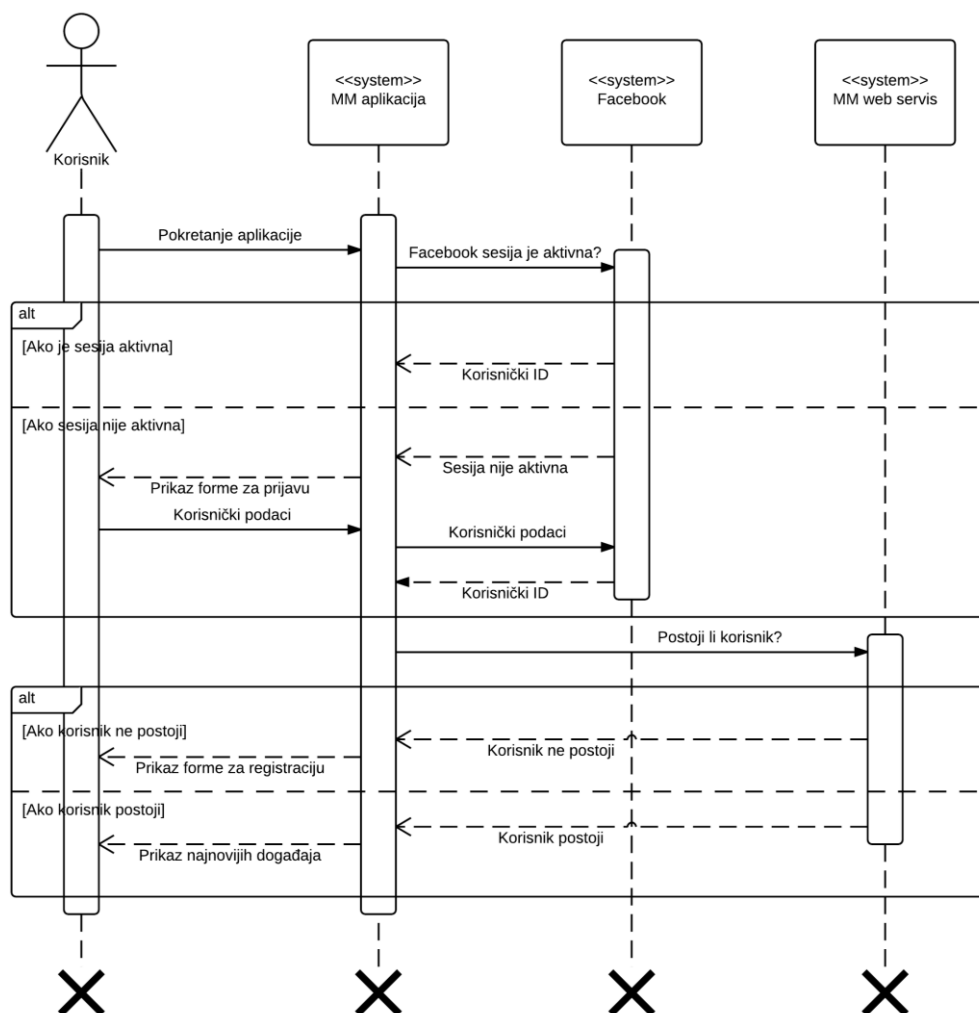 Korisnik
<<system>>
MM aplikacija
<<system>>
Facebook
<<system>>
MM web servis
Pokretanje aplikacije
Facebook sesija je aktivna?
alt
[Ako je sesija aktivna]
Korisnički ID
[Ako sesija nije aktivna]
Sesija nije aktivna
Prikaz forme za prijavu
Korisnički podaci
Korisnički podaci
Korisnički ID
Postoji li korisnik?
alt
[Ako korisnik ne postoji]
Korisnik ne postoji
Prikaz forme za registraciju
[Ako korisnik postoji]
Korisnik postoji
Prikaz najnovijih događaja